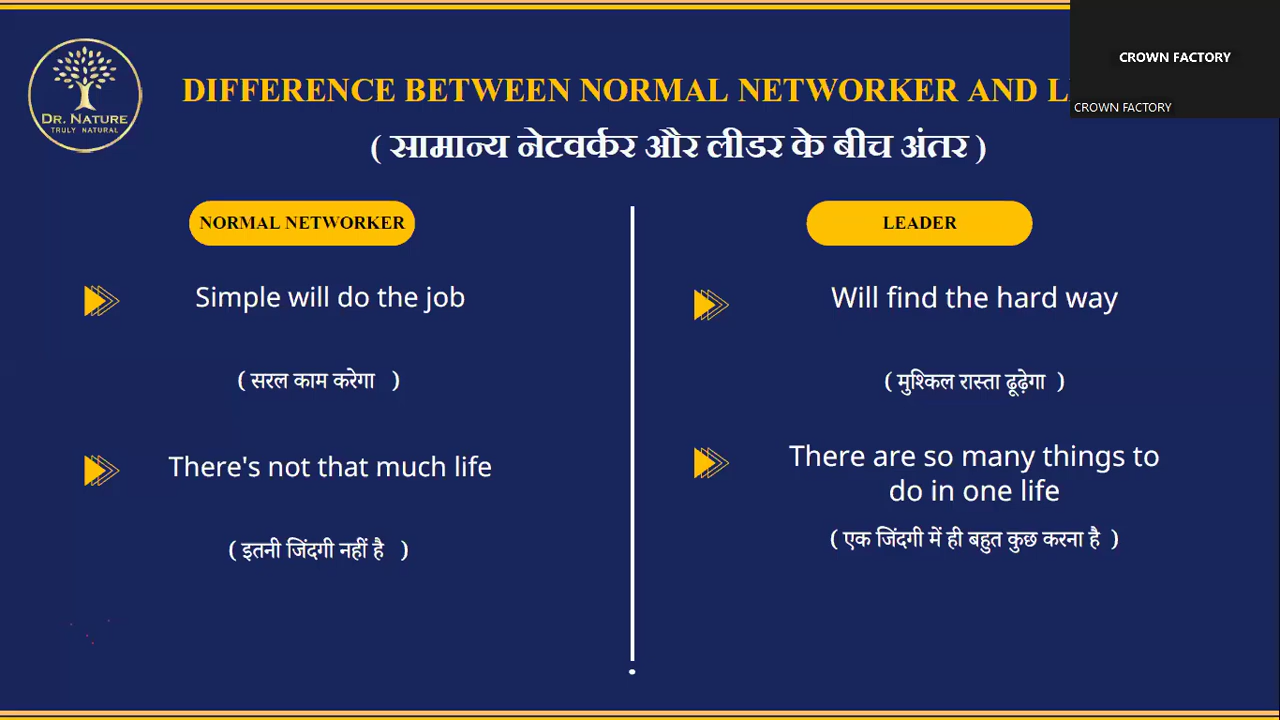 CROWN FACTORY
CROWN FACTORY
DR. NATURE
TRULY NATURAL
DIFFERENCE BETWEEN NORMAL NETWORKER AND
( सामान्य नेटवर्कर और लीडर के बीच अंतर )
NORMAL NETWORKER
Simple will do the job
( सरल काम करेगा )
There's not that much life
( इतनी जिंदगी नहीं है )
LEADER
Will find the hard way
( मुश्किल रास्ता ढूढ़ेगा )
There are so many things to
do in one life
( एक जिंदगी में ही बहुत कुछ करना है )